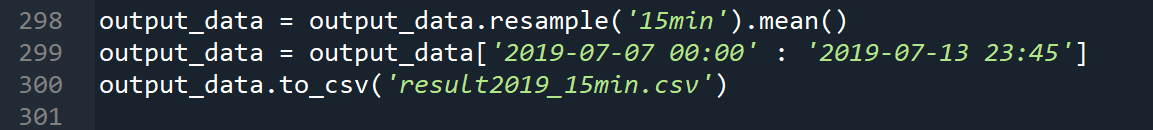 298 output_data = output_data.resample('15min').mean()
299 output_data = output_data['2019-07-07 00:00' : '2019-07-13 23:45']
300 output_data.to_csv('result2019_15min.csv')
301